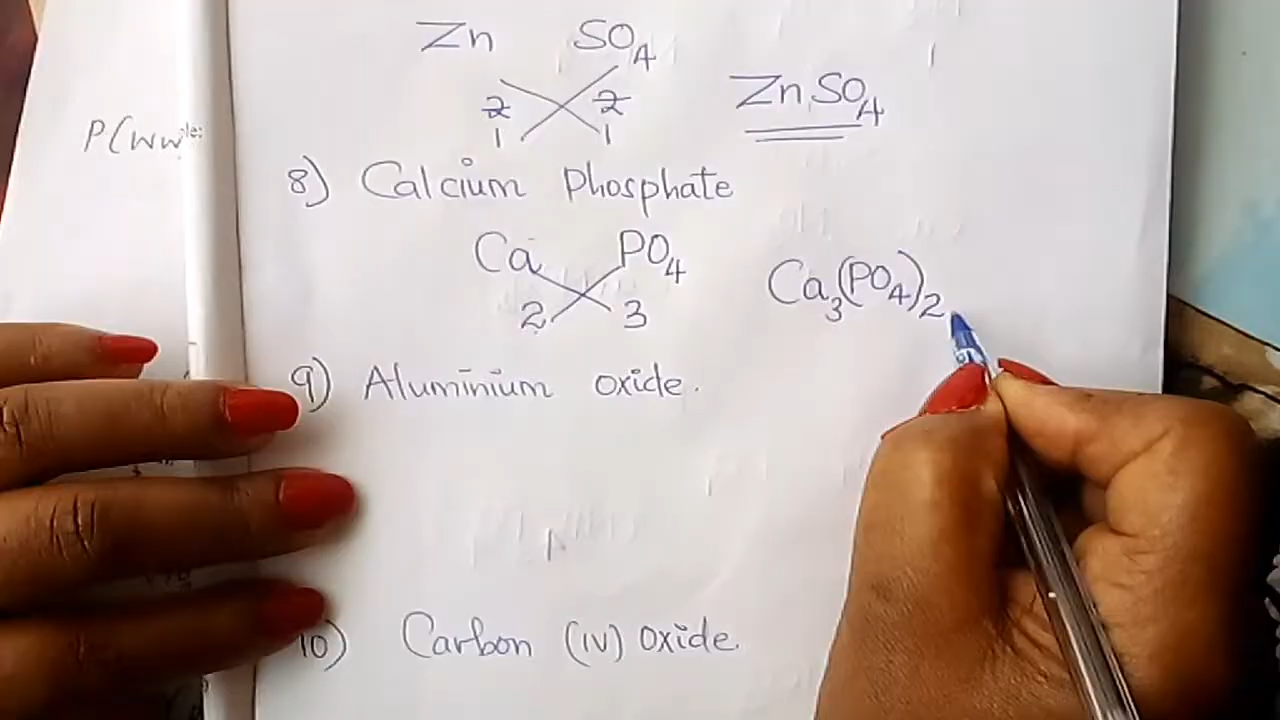 Zn SO4
2 2
1 1
ZnSO4
8) Calcium Phosphate
Ca PO4
2 3
Ca3(PO4)2
9) Aluminium oxide.
10) Carbon (IV) Oxide.